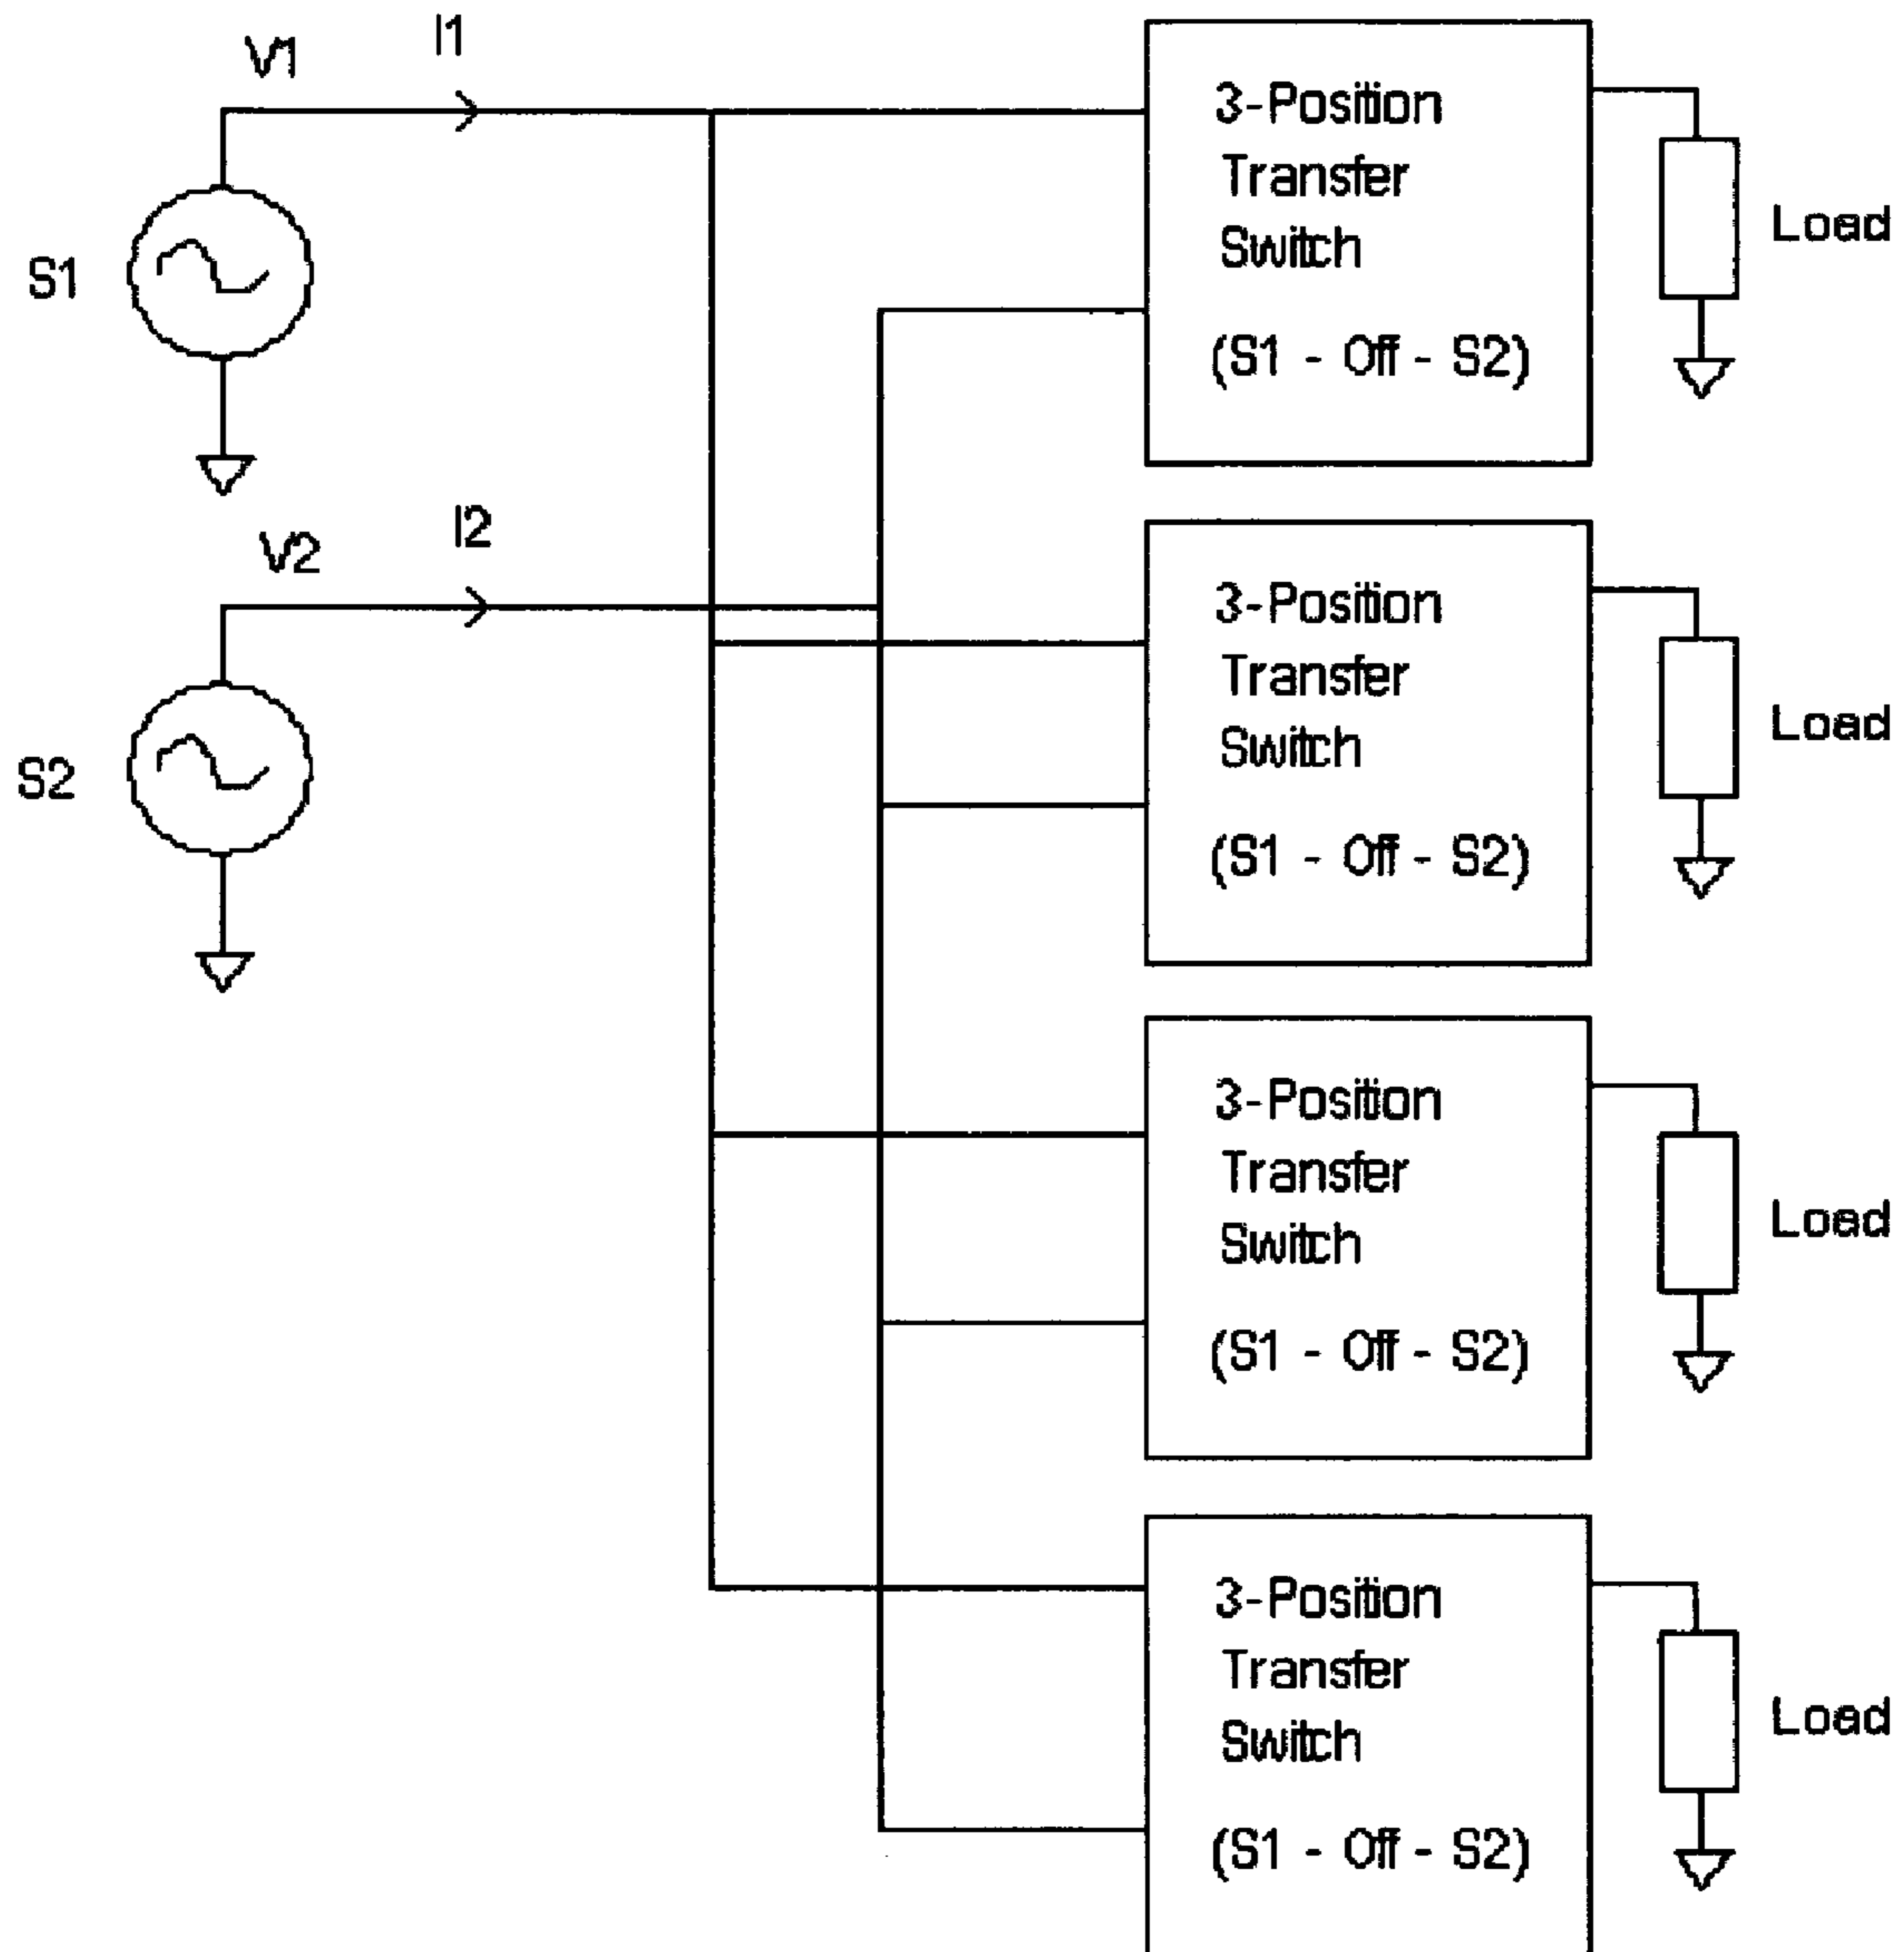 V1
I1
S1
3-Position
Transfer
Switch
(S1 - Off - S2)
Load
V2
I2
S2
3-Position
Transfer
Switch
(S1 - Off - S2)
Load
3-Position
Transfer
Switch
(S1 - Off - S2)
Load
3-Position
Transfer
Switch
(S1 - Off - S2)
Load